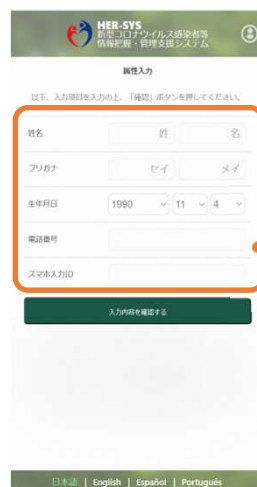 HER-SYS
新型コロナウイルス感染者等
情報把握・管理支援システム
属性入力
以下、入力項目を入力の上、「確認」ボタンを押してください。
姓名 姓 名
フリガナ セイ メイ
生年月日 1990 11 4
電話番号
スマホ入力ID
入力内容を確認する
日本語 | English | Español | Português